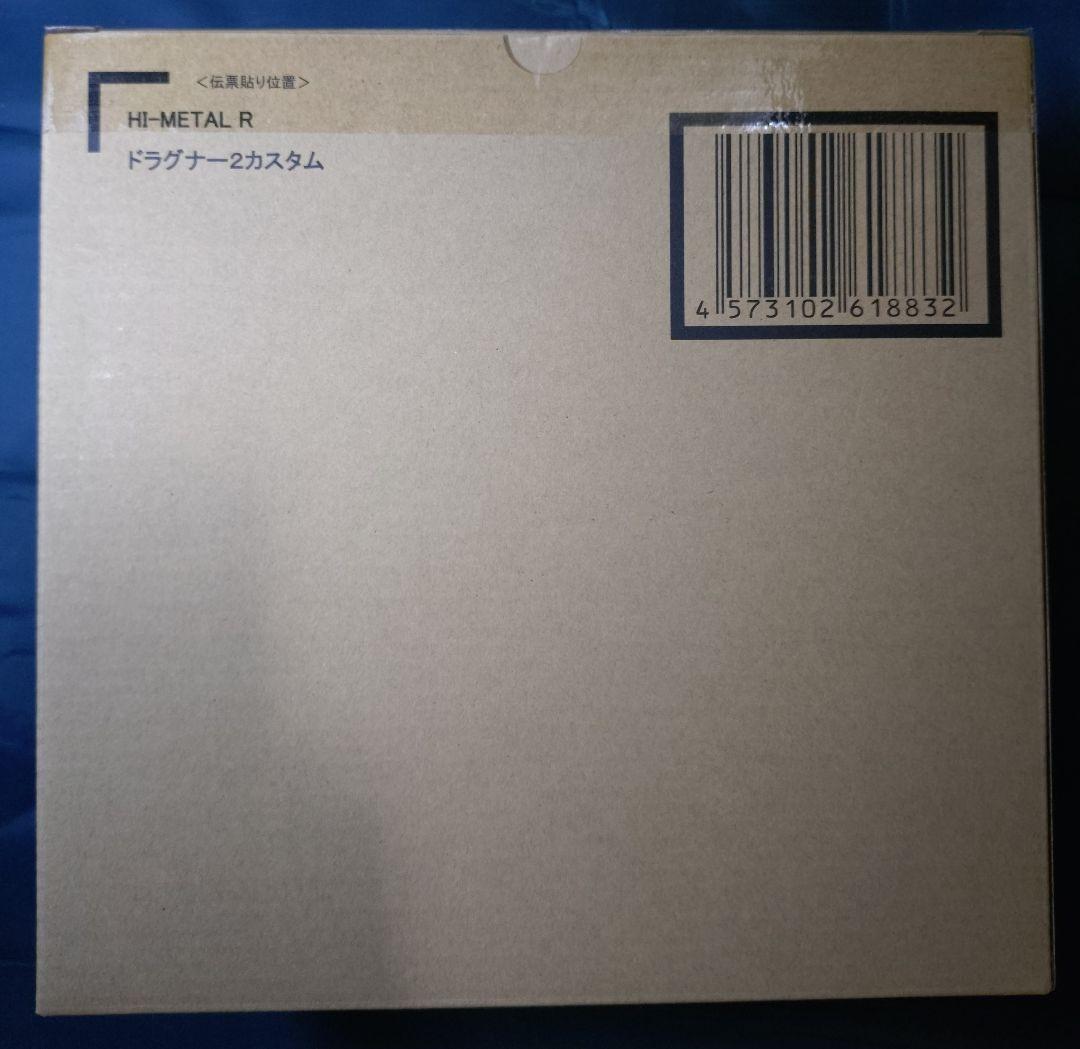 ＜伝票貼り位置＞
HI-METAL R
ドラグナー2カスタム
4 573102 618832